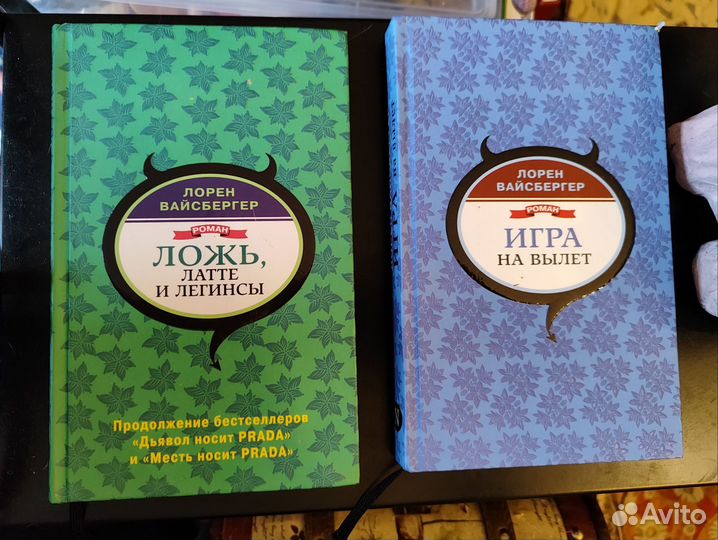 ЛОРЕН
ВАЙСБЕРГЕР
РОМАН
ЛОЖЬ,
ЛАТТЕ
И ЛЕГИНСЫ
Продолжение бестселлеров
«Дьявол носит PRADA»
и «Месть носит PRADA»
ЛОРЕН
ВАЙСБЕРГЕР
РОМАН
ИГРА
НА ВЫЛЕТ
ИГРА
Avito